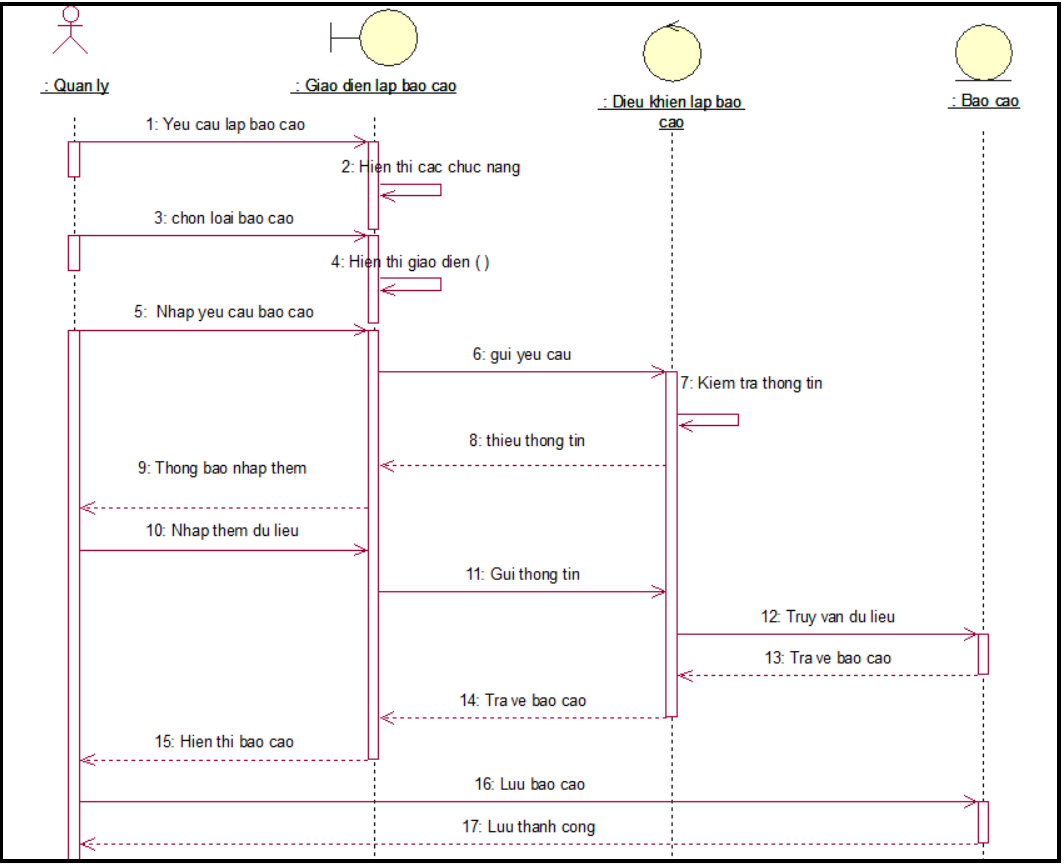 : Quan ly
: Giao dien lap bao cao
: Dieu khien lap bao
cao
: Bao cao
1: Yeu cau lap bao cao
2: Hien thi cac chuc nang
3: chon loai bao cao
4: Hien thi giao dien ( )
5: Nhap yeu cau bao cao
6: gui yeu cau
7: Kiem tra thong tin
8: thieu thong tin
9: Thong bao nhap them
10: Nhap them du lieu
11: Gui thong tin
12: Truy van du lieu
13: Tra ve bao cao
14: Tra ve bao cao
15: Hien thi bao cao
16: Luu bao cao
17: Luu thanh cong